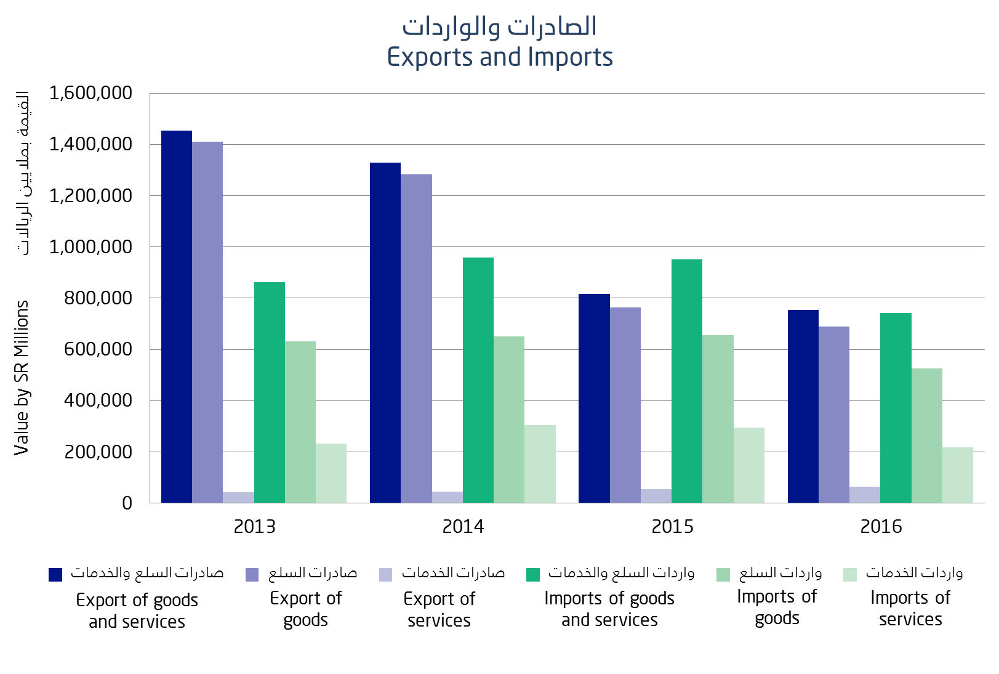 الصادرات والواردات
Exports and Imports
القيمة بملايين الريالات
Value by SR Millions
1,600,000
1,400,000
1,200,000
1,000,000
800,000
600,000
400,000
200,000
0
2013
2014
2015
2016
صادرات السلع والخدمات
Export of goods
and services
صادرات السلع
Export of
goods
صادرات الخدمات
Export of
services
واردات السلع والخدمات
Imports of goods
and services
واردات السلع
Imports of
goods
واردات الخدمات
Imports of
services